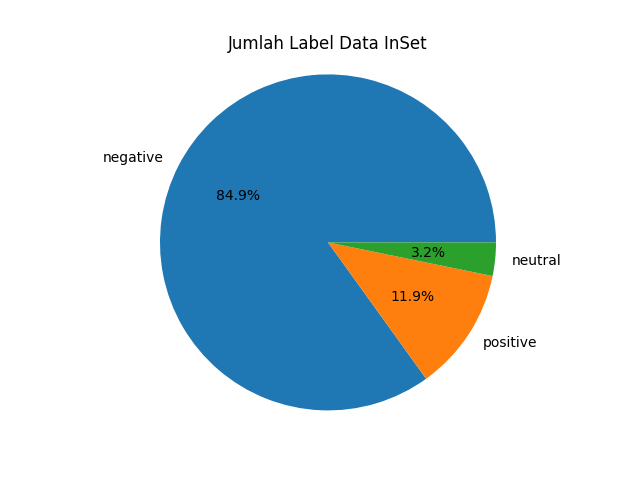 Jumlah Label Data InSet
negative
84.9%
3.2%
neutral
11.9%
positive